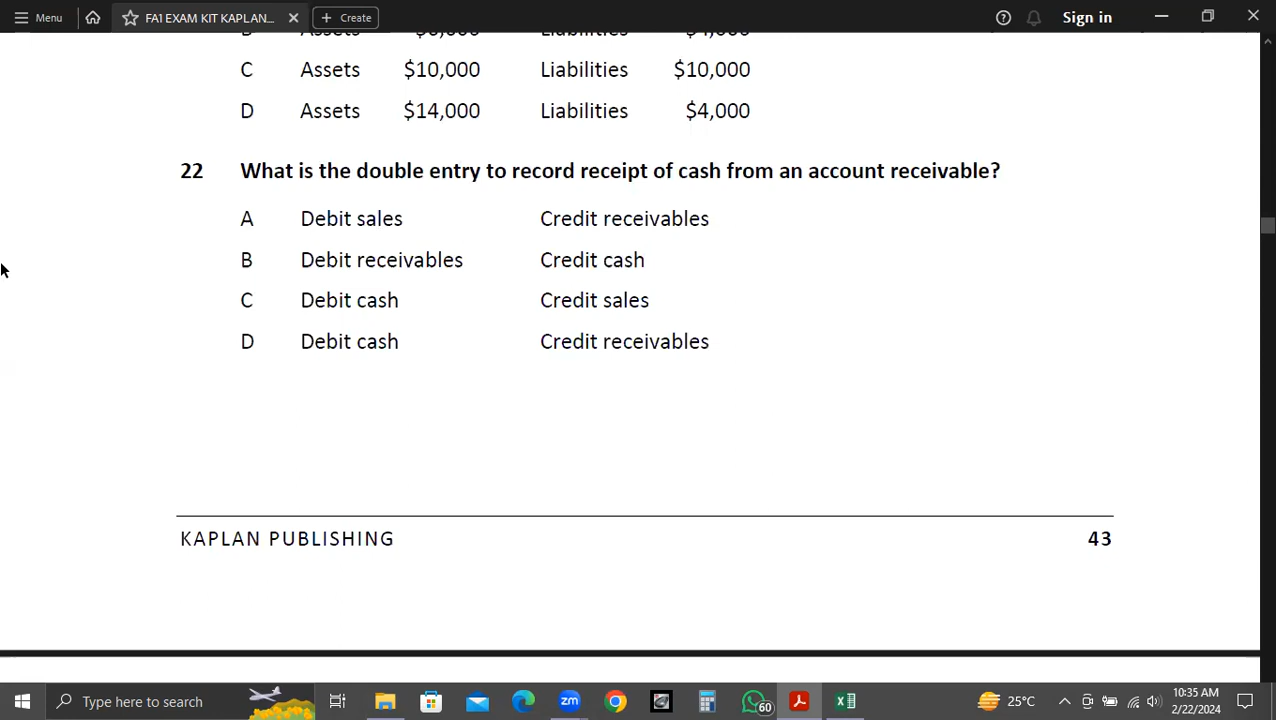 Menu FA1 EXAM KIT KAPLAN... Create Sign in
C Assets $10,000 Liabilities $10,000
D Assets $14,000 Liabilities $4,000
22 What is the double entry to record receipt of cash from an account receivable?
A Debit sales Credit receivables
B Debit receivables Credit cash
C Debit cash Credit sales
D Debit cash Credit receivables
KAPLAN PUBLISHING 43
Type here to search zm 60 25°C 10:35 AM
2/22/2024